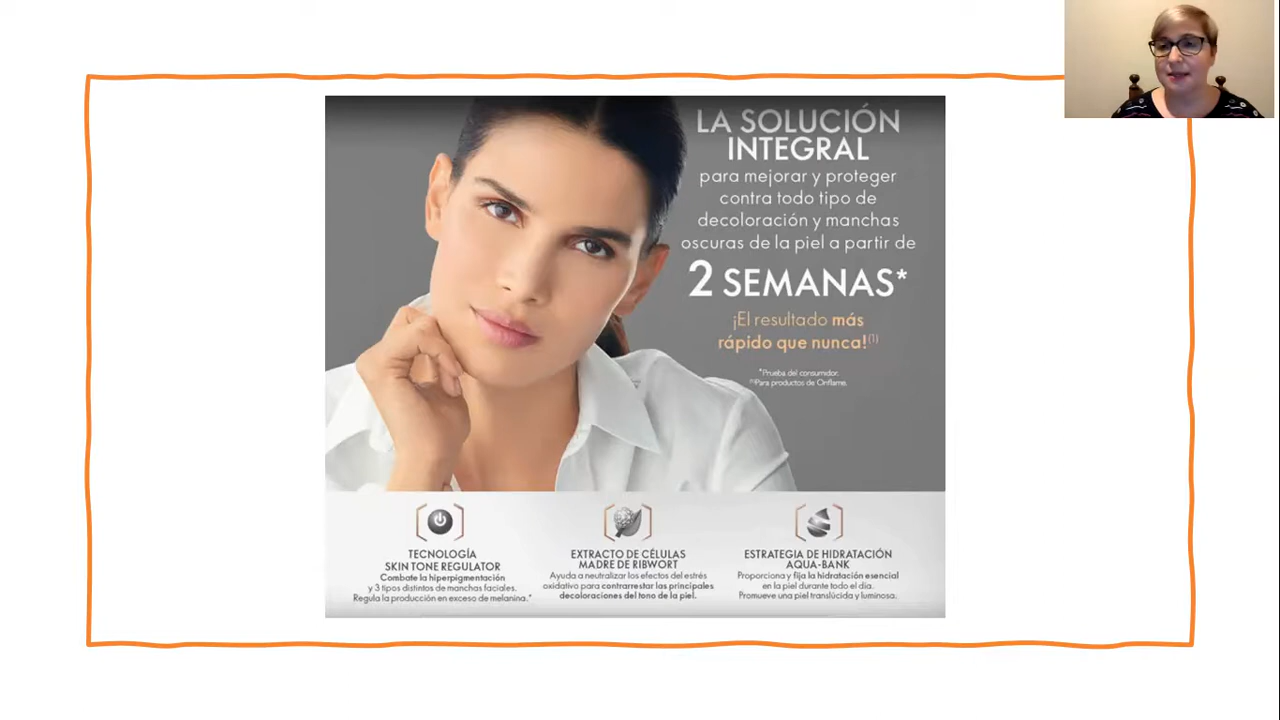 LA SOLUCIÓN
INTEGRAL
para mejorar y proteger
contra todo tipo de
decoloración y manchas
oscuras de la piel a partir de
2 SEMANAS*
¡El resultado más
rápido que nunca!(1)
*Prueba del consumidor.
(1)Para productos de Oriflame.
TECNOLOGÍA
SKIN TONE REGULATOR
Combate la hiperpigmentación
y 3 tipos distintos de manchas faciales.
Regula la producción en exceso de melanina.*
EXTRACTO DE CÉLULAS
MADRE DE RIBWORT
Ayuda a neutralizar los efectos del estrés
oxidativo para contrarrestar las principales
decoloraciones del tono de la piel.
ESTRATEGIA DE HIDRATACIÓN
AQUA-BANK
Proporciona y fija la hidratación esencial
en la piel durante todo el día.
Promueve una piel translúcida y luminosa.